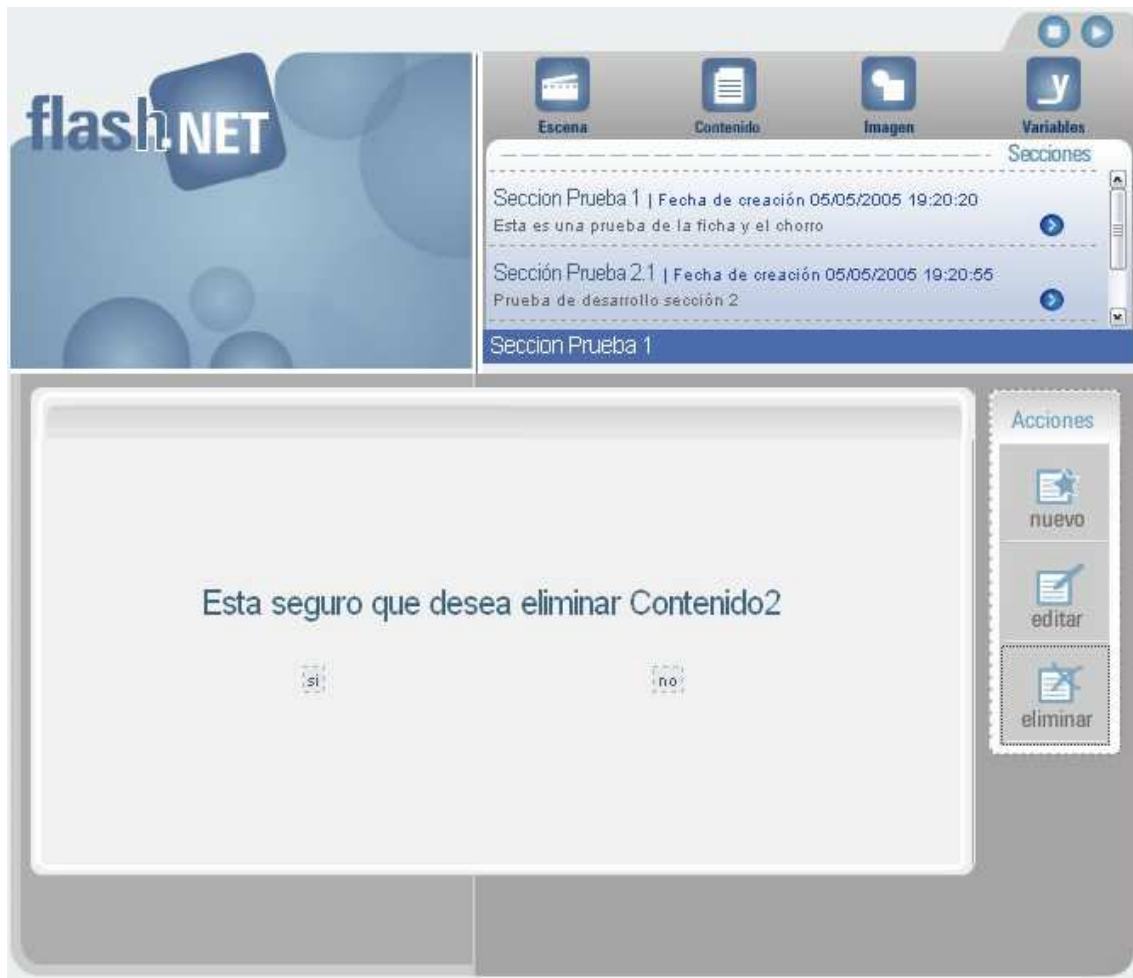 flash.NET
Escena
Contenido
Imagen
_y
Variables
Secciones
Seccion Prueba 1 | Fecha de creación 05/05/2005 19:20:20
Esta es una prueba de la ficha y el chorro
Sección Prueba 2.1 | Fecha de creación 05/05/2005 19:20:55
Prueba de desarrollo sección 2
Seccion Prueba 1
Acciones
nuevo
editar
eliminar
Esta seguro que desea eliminar Contenido2
si
no